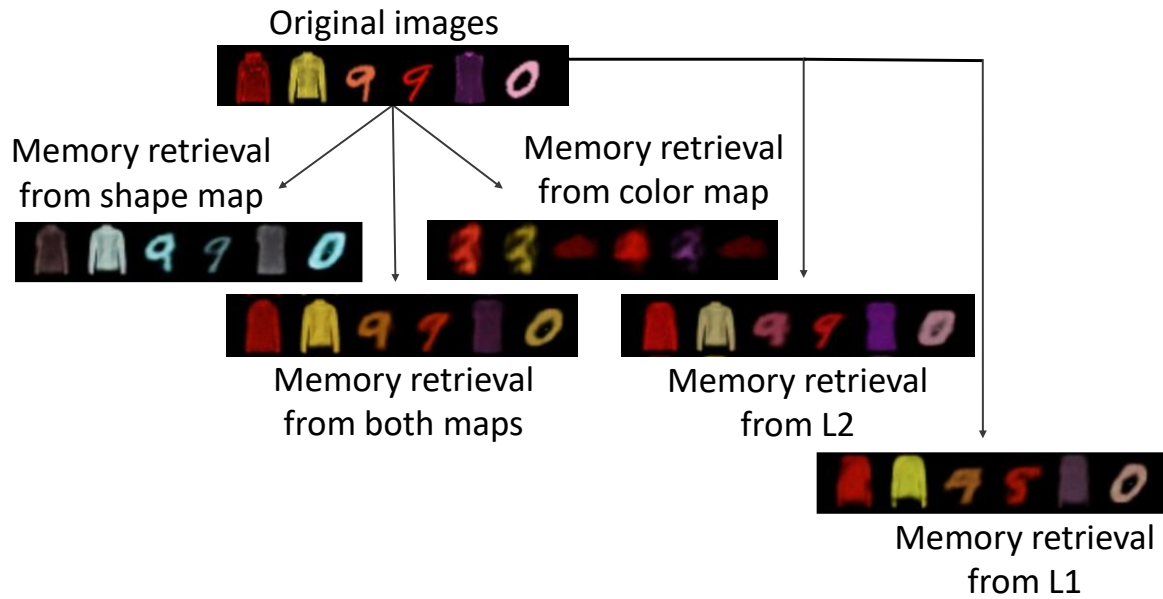 Original images
Memory retrieval
from shape map
Memory retrieval
from color map
Memory retrieval
from both maps
Memory retrieval
from L2
Memory retrieval
from L1